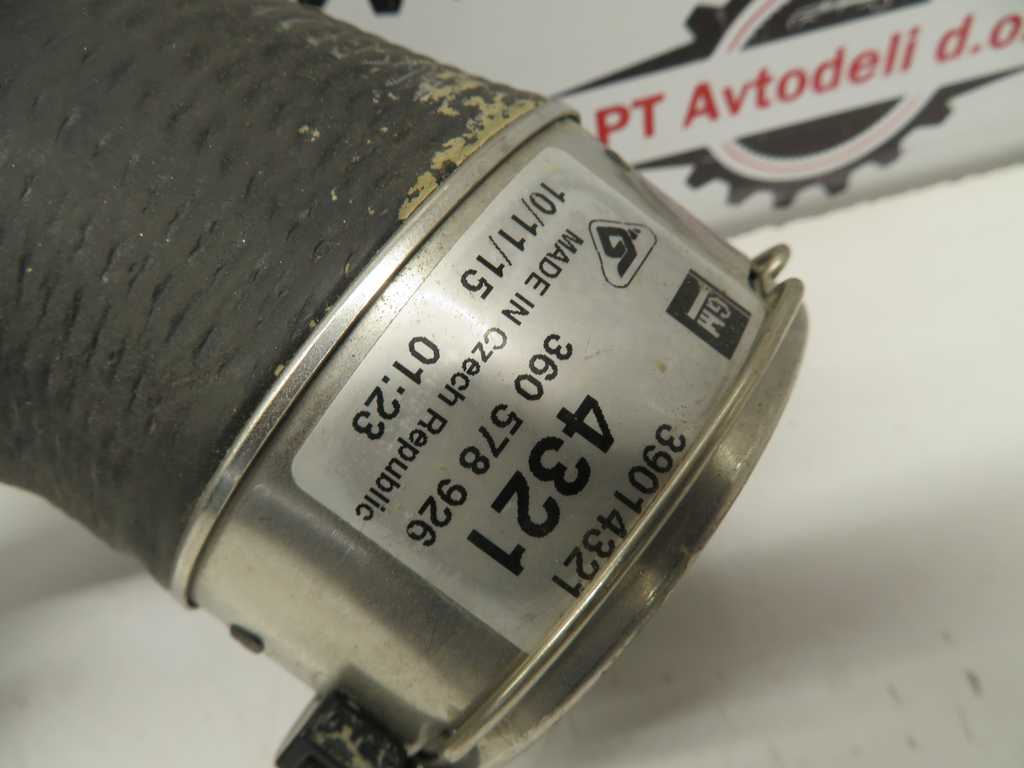 PT Avtodeli d.o
GM
39014321
4321
360 578 926
MADE IN Czech Republic
10/11/15 01:23